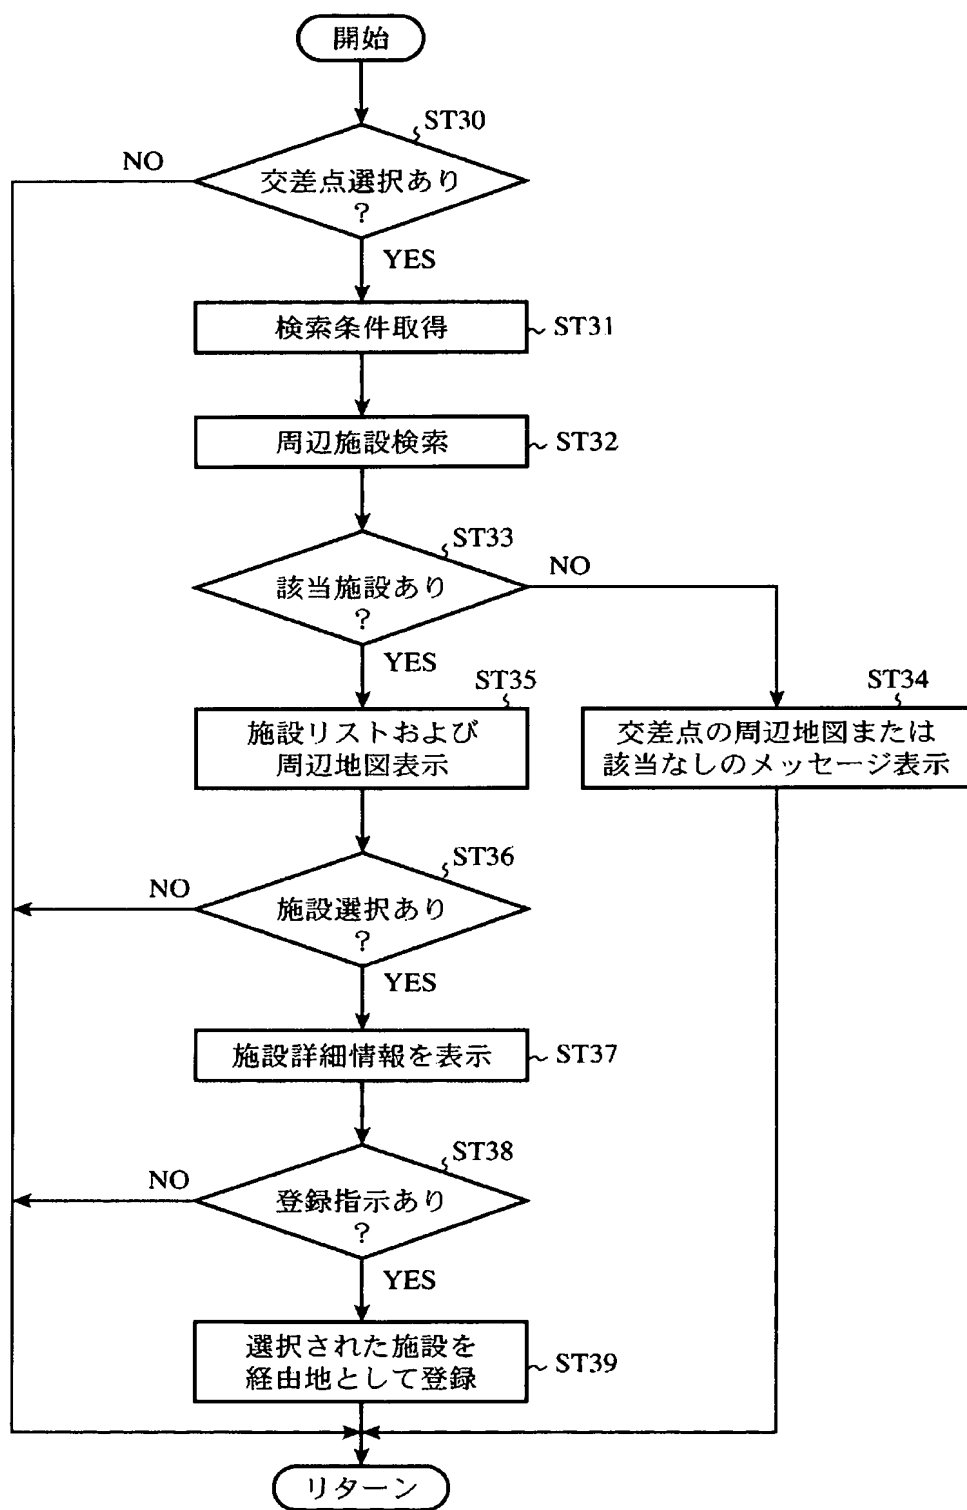 開始
ST30
NO
交差点選択あり
?
YES
検索条件取得
ST31
周辺施設検索
ST32
ST33
該当施設あり
?
NO
YES
ST35
施設リストおよび
周辺地図表示
ST34
交差点の周辺地図または
該当なしのメッセージ表示
ST36
NO
施設選択あり
?
YES
施設詳細情報を表示
ST37
ST38
NO
登録指示あり
?
YES
選択された施設を
経由地として登録
ST39
リターン